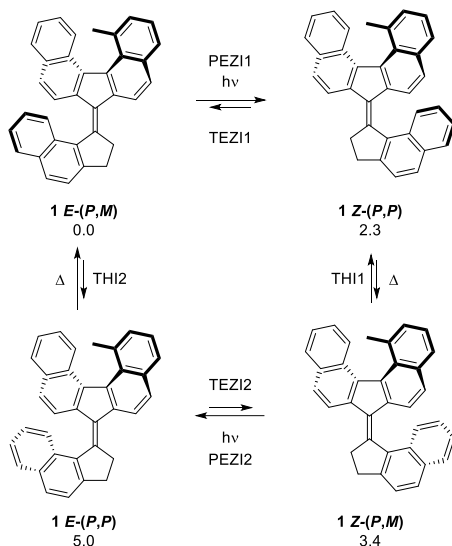 PEZI1
hν
TEZI1
1 E-(P,M)
0.0
1 Z-(P,P)
2.3
Δ
THI2
THI1
Δ
TEZI2
hν
PEZI2
1 E-(P,P)
5.0
1 Z-(P,M)
3.4